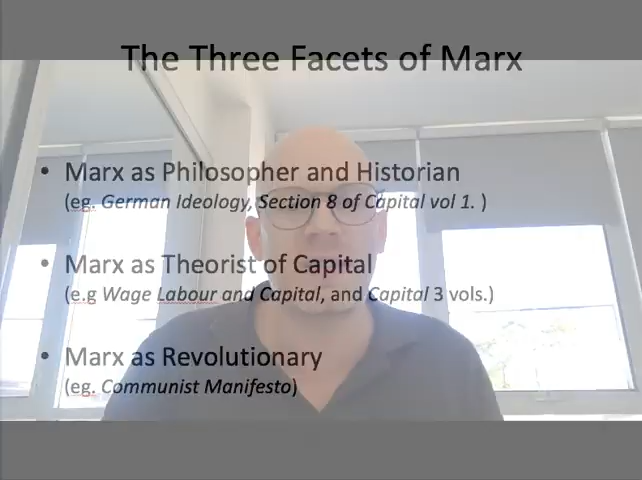 The Three Facets of Marx
• Marx as Philosopher and Historian
(eg. German Ideology, Section 8 of Capital vol 1. )
• Marx as Theorist of Capital
(e.g Wage Labour and Capital, and Capital 3 vols.)
• Marx as Revolutionary
(eg. Communist Manifesto)